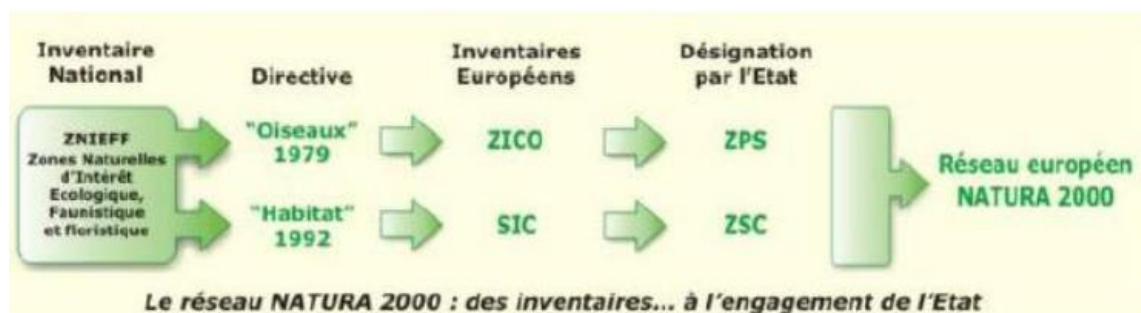 Inventaire
National
Directive
Inventaires
Européens
Désignation
par l'Etat
ZNIEFF
Zones Naturelles
d'Intérêt
Ecologique,
Faunistique
et floristique
"Oiseaux"
1979
ZICO
ZPS
"Habitat"
1992
SIC
ZSC
Réseau européen
NATURA 2000
Le réseau NATURA 2000 : des inventaires... à l'engagement de l'Etat